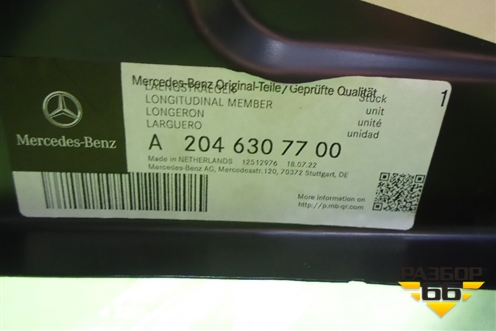 Mercedes-Benz Original-Teile/Geprüfte Qualität
LAENGSTRAEGER Stück 1
LONGITUDINAL MEMBER unit
LONGERON unité
LARGUERO unidad
Mercedes-Benz
A 204 630 77 00
Made in NETHERLANDS 12512976 18.07.22
Mercedes-Benz AG, Mercedesstr.120, 70372 Stuttgart, DE
More information on
http://p.mb-qr.com
РАЗБОР
66